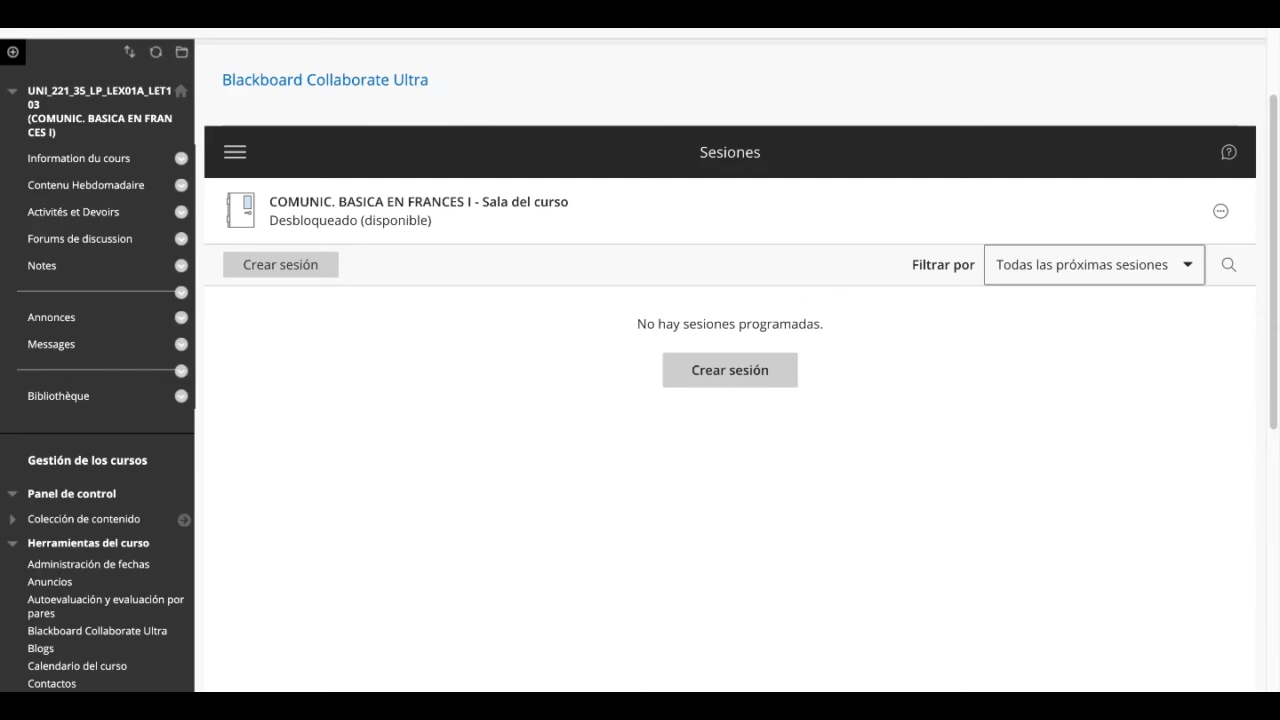 UNI_221_35_LP_LEX01A_LET1
03
(COMUNIC. BASICA EN FRAN
CES I)
Information du cours
Contenu Hebdomadaire
Activités et Devoirs
Forums de discussion
Notes
Annonces
Messages
Bibliothèque
Gestión de los cursos
Panel de control
Colección de contenido
Herramientas del curso
Administración de fechas
Anuncios
Autoevaluación y evaluación por
pares
Blackboard Collaborate Ultra
Blogs
Calendario del curso
Contactos
Blackboard Collaborate Ultra
Sesiones
COMUNIC. BASICA EN FRANCES I - Sala del curso
Desbloqueado (disponible)
Crear sesión
Filtrar por
Todas las próximas sesiones
No hay sesiones programadas.
Crear sesión